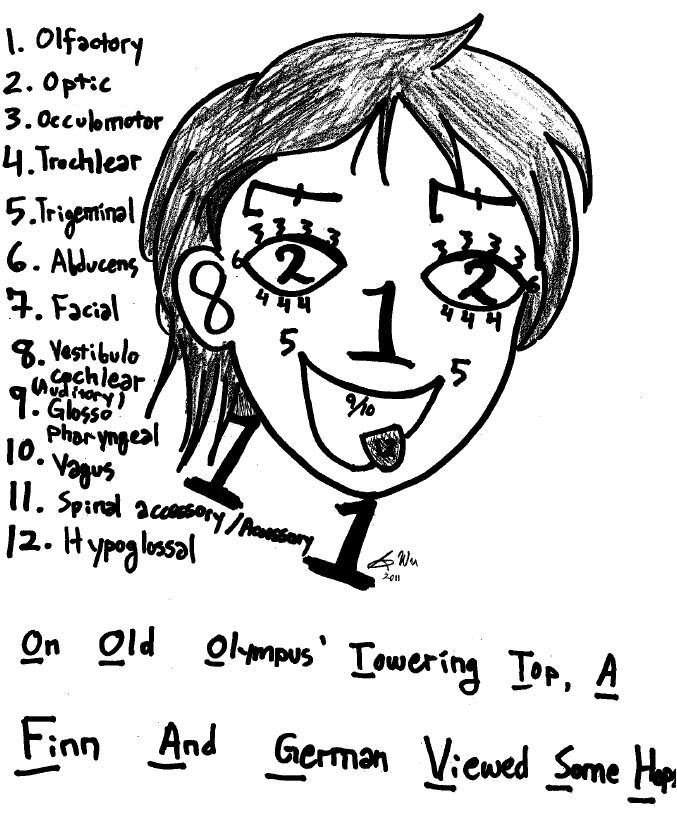 1. Olfactory
2. Optic
3. Occulomotor
4. Trochlear
5. Trigeminal
6. Abducens
7. Facial
8. Vestibulo
cochlear
(Auditory)
9. Glosso
pharyngeal
10. Vagus
11. Spinal accessory/Accessory
12. Hypoglossal
7 7
3 3 3 3 3 3 3 3
6 2 2 6
8
4 4 4 4 4 4
1
5 5
9/10
1 1
Wu
2011
On Old Olympus' Towering Top, A
Finn And German Viewed Some Hops